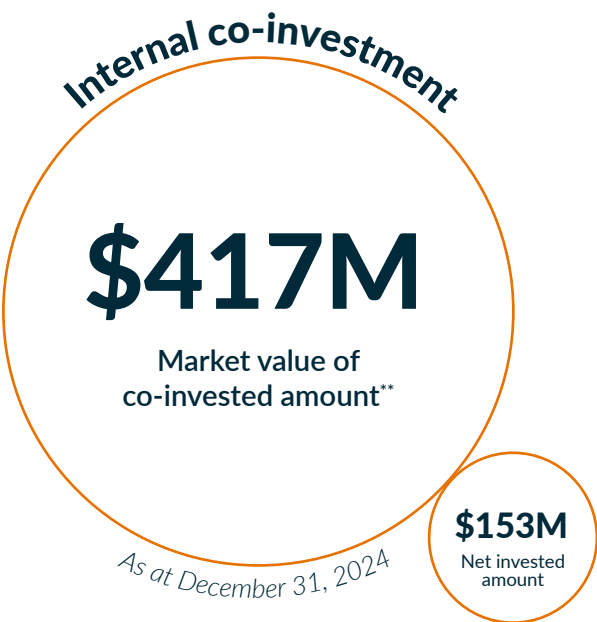 Internal co-investment
$417M
Market value of
co-invested amount**
$153M
Net invested
amount
As at December 31, 2024